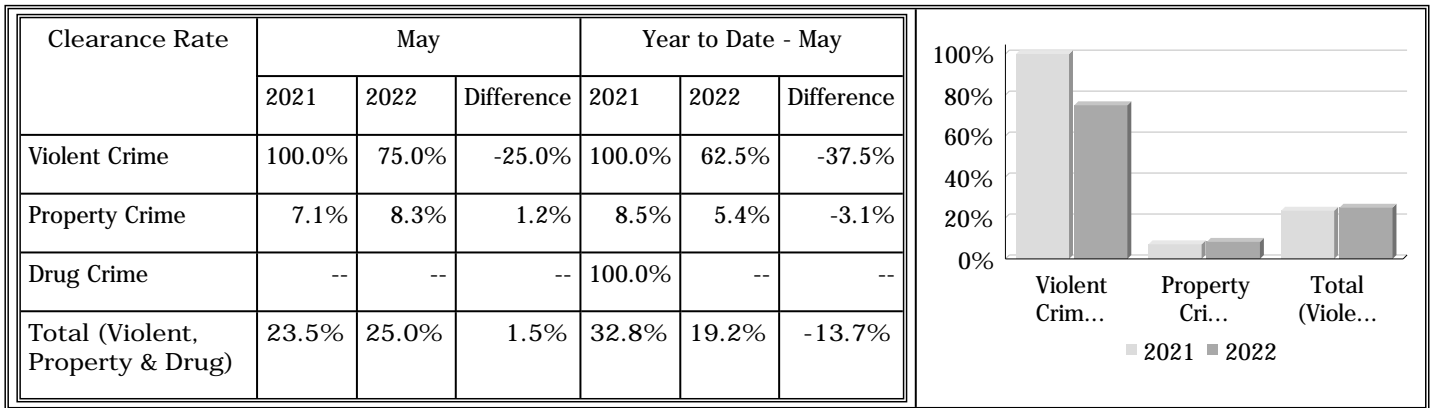 Clearance Rate May Year to Date - May
2021 2022 Difference 2021 2022 Difference
Violent Crime 100.0% 75.0% -25.0% 100.0% 62.5% -37.5%
Property Crime 7.1% 8.3% 1.2% 8.5% 5.4% -3.1%
Drug Crime -- -- -- 100.0% -- --
Total (Violent,
Property & Drug) 23.5% 25.0% 1.5% 32.8% 19.2% -13.7%
100%
80%
60%
40%
20%
0%
Violent
Crim...
Property
Cri...
Total
(Viole...
2021 2022